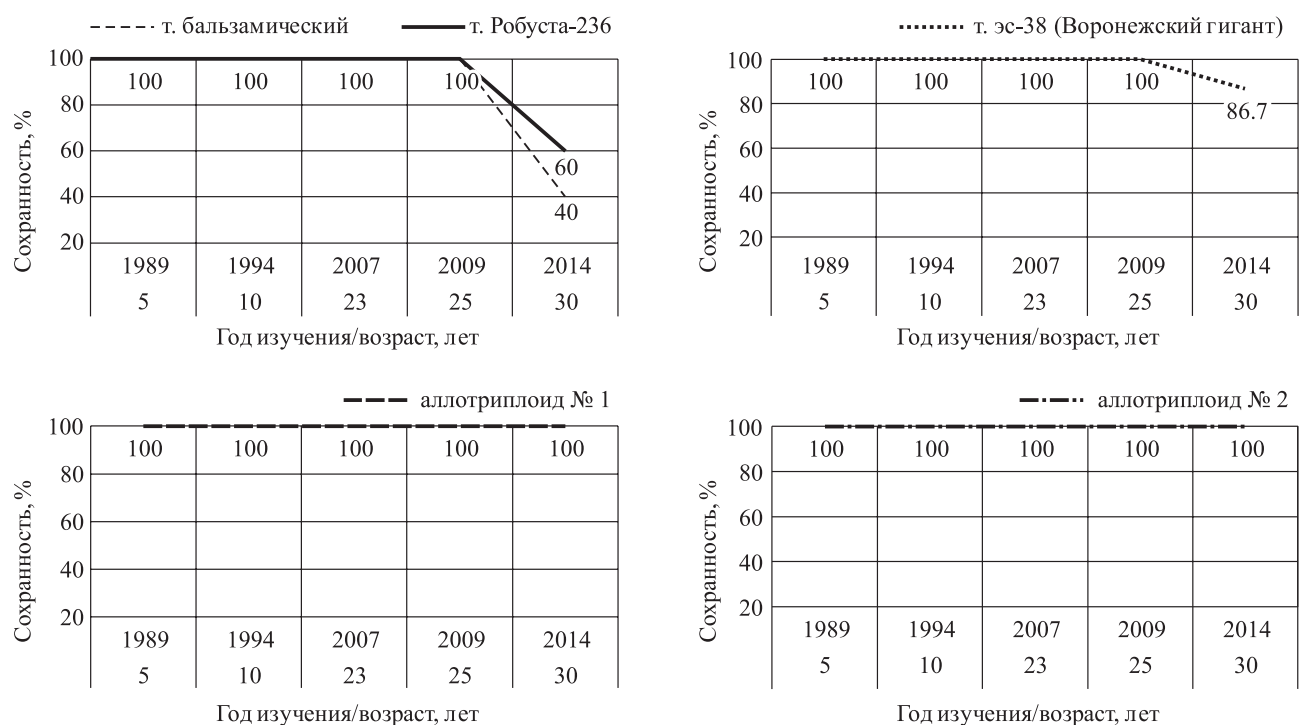 т. бальзамический т. Робуста-236
Сохранность, %
100
80
60
40
20
100 100 100 100
60
40
1989 1994 2007 2009 2014
5 10 23 25 30
Год изучения/возраст, лет
т. эс-38 (Воронежский гигант)
Сохранность, %
100
80
60
40
20
100 100 100 100
86.7
1989 1994 2007 2009 2014
5 10 23 25 30
Год изучения/возраст, лет
аллотриплоид № 1
Сохранность, %
100
80
60
40
20
100 100 100 100 100
1989 1994 2007 2009 2014
5 10 23 25 30
Год изучения/возраст, лет
аллотриплоид № 2
Сохранность, %
100
80
60
40
20
100 100 100 100 100
1989 1994 2007 2009 2014
5 10 23 25 30
Год изучения/возраст, лет